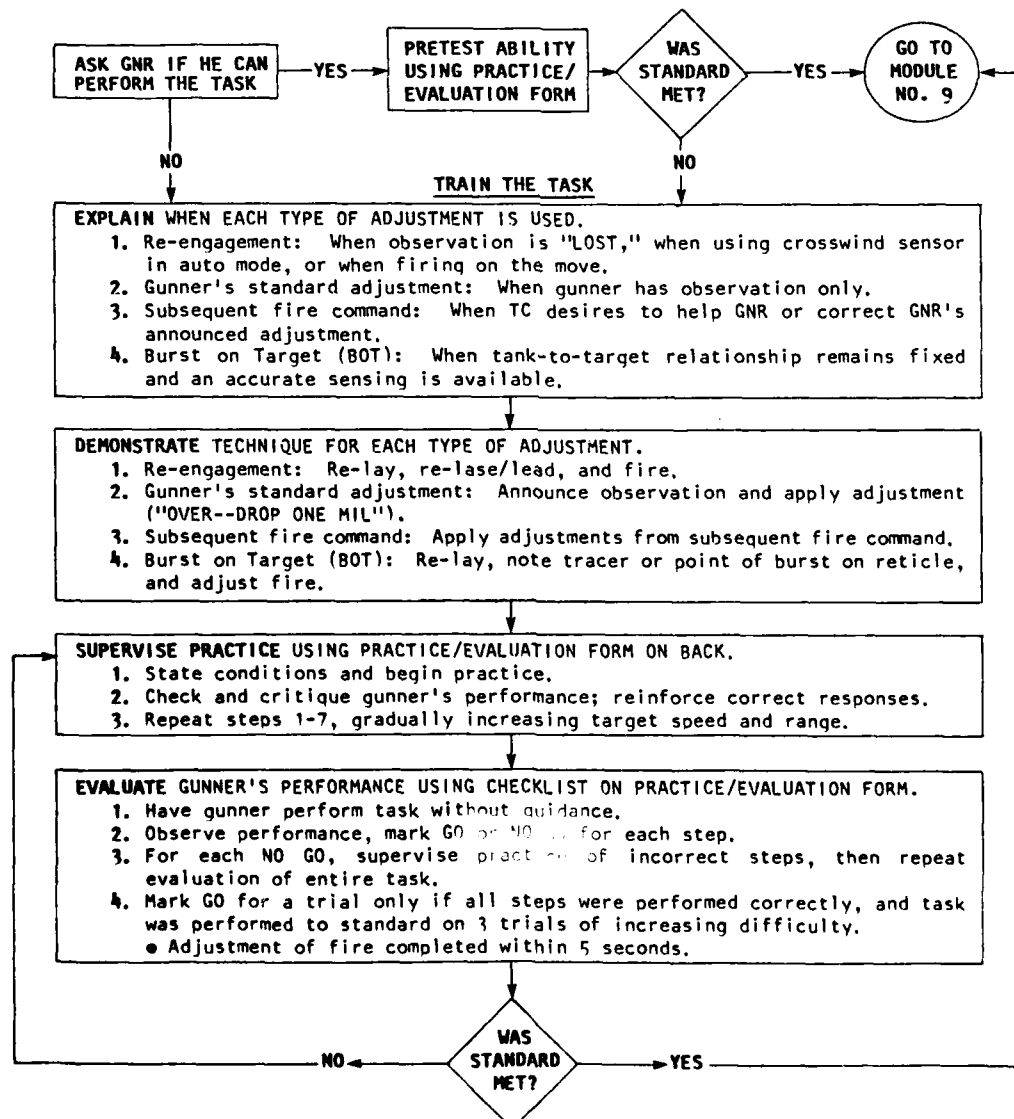 ASK GNR IF HE CAN
PERFORM THE TASK
YES
PRETEST ABILITY
USING PRACTICE/
EVALUATION FORM
WAS
STANDARD
MET?
YES
GO TO
MODULE
NO. 9
NO
NO
TRAIN THE TASK
EXPLAIN WHEN EACH TYPE OF ADJUSTMENT IS USED.
1. Re-engagement: When observation is "LOST," when using crosswind sensor
in auto mode, or when firing on the move.
2. Gunner's standard adjustment: When gunner has observation only.
3. Subsequent fire command: When TC desires to help GNR or correct GNR's
announced adjustment.
4. Burst on Target (BOT): When tank-to-target relationship remains fixed
and an accurate sensing is available.
DEMONSTRATE TECHNIQUE FOR EACH TYPE OF ADJUSTMENT.
1. Re-engagement: Re-lay, re-lase/lead, and fire.
2. Gunner's standard adjustment: Announce observation and apply adjustment
("OVER--DROP ONE MIL").
3. Subsequent fire command: Apply adjustments from subsequent fire command.
4. Burst on Target (BOT): Re-lay, note tracer or point of burst on reticle,
and adjust fire.
SUPERVISE PRACTICE USING PRACTICE/EVALUATION FORM ON BACK.
1. State conditions and begin practice.
2. Check and critique gunner's performance; reinforce correct responses.
3. Repeat steps 1-7, gradually increasing target speed and range.
EVALUATE GUNNER'S PERFORMANCE USING CHECKLIST ON PRACTICE/EVALUATION FORM.
1. Have gunner perform task without guidance.
2. Observe performance, mark GO or NO for each step.
3. For each NO GO, supervise of incorrect steps, then repeat
evaluation of entire task.
4. Mark GO for a trial only if all steps were performed correctly, and task
was performed to standard on 3 trials of increasing difficulty.
• Adjustment of fire completed within 5 seconds.
WAS
STANDARD
MET?
NO
YES